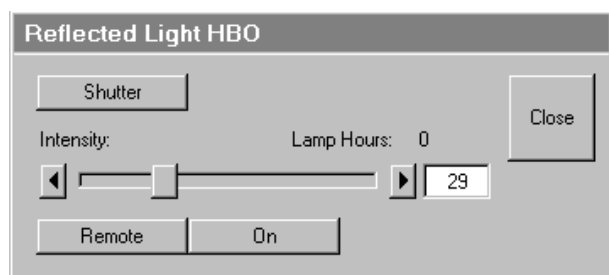 Reflected Light HBO
Shutter
Close
Intensity:
Lamp Hours: 0
29
Remote
On